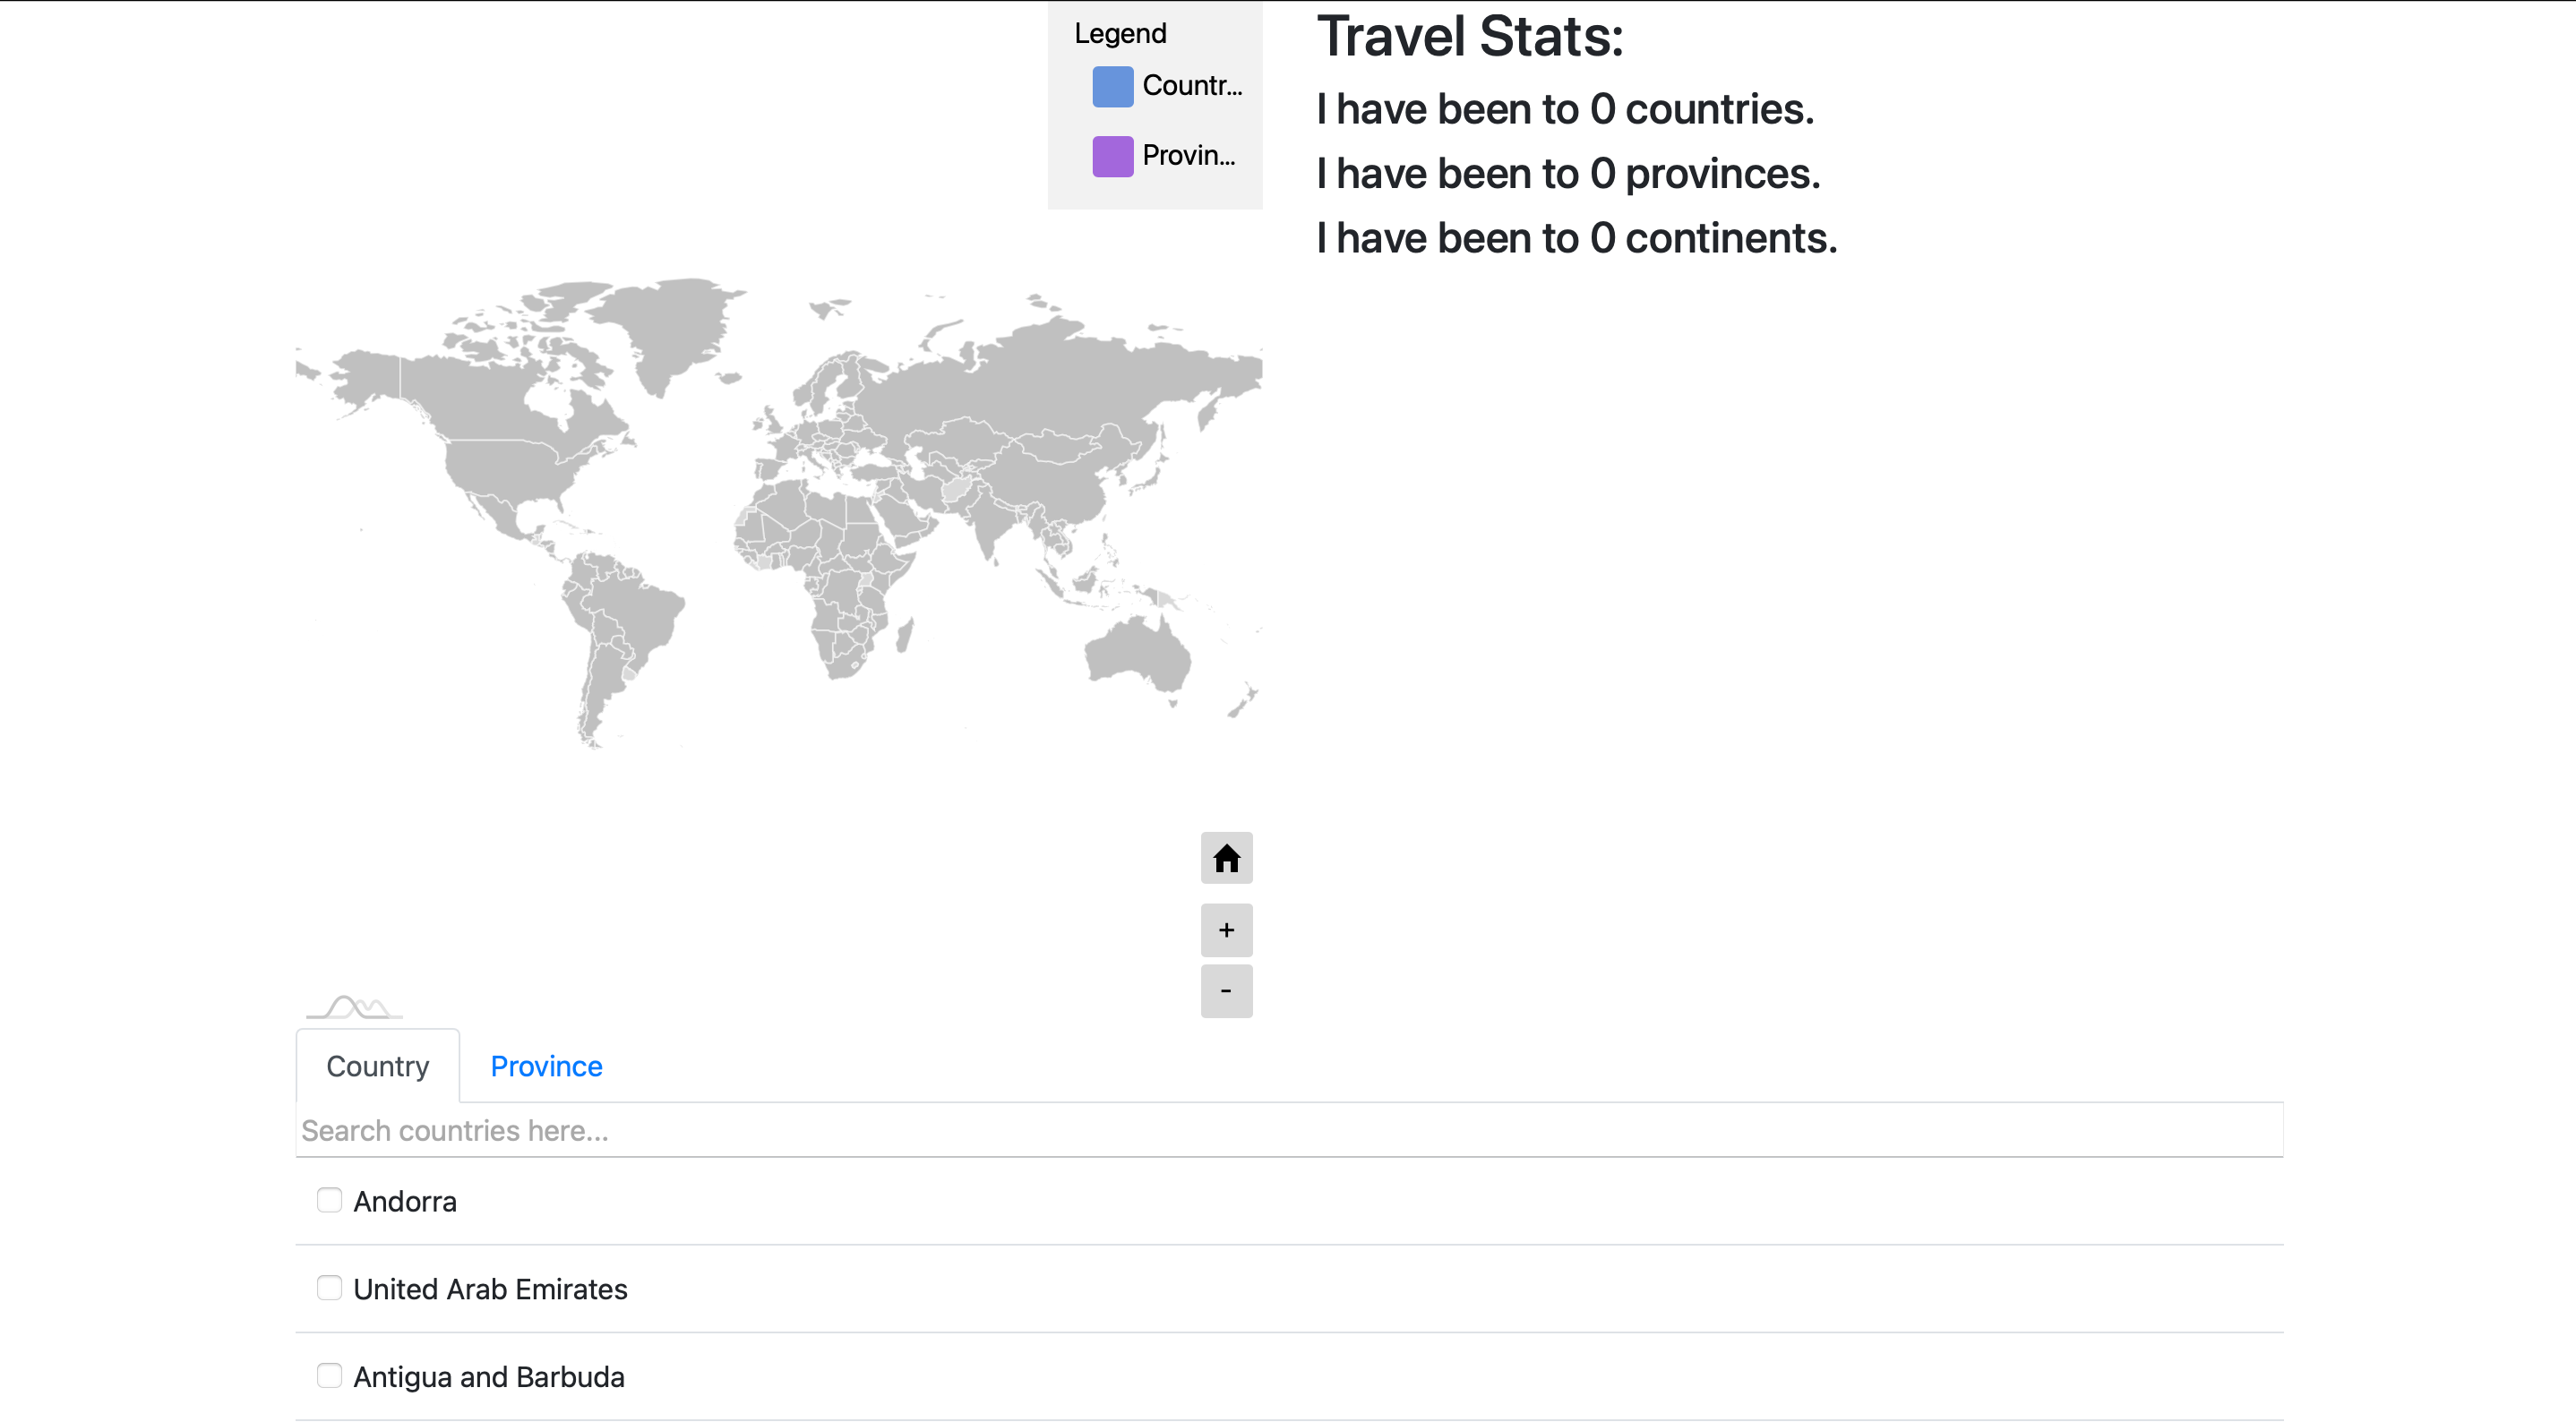 Legend
Countr...
Provin...
Travel Stats:
I have been to 0 countries.
I have been to 0 provinces.
I have been to 0 continents.
+
-
Country
Province
Search countries here...
Andorra
United Arab Emirates
Antigua and Barbuda